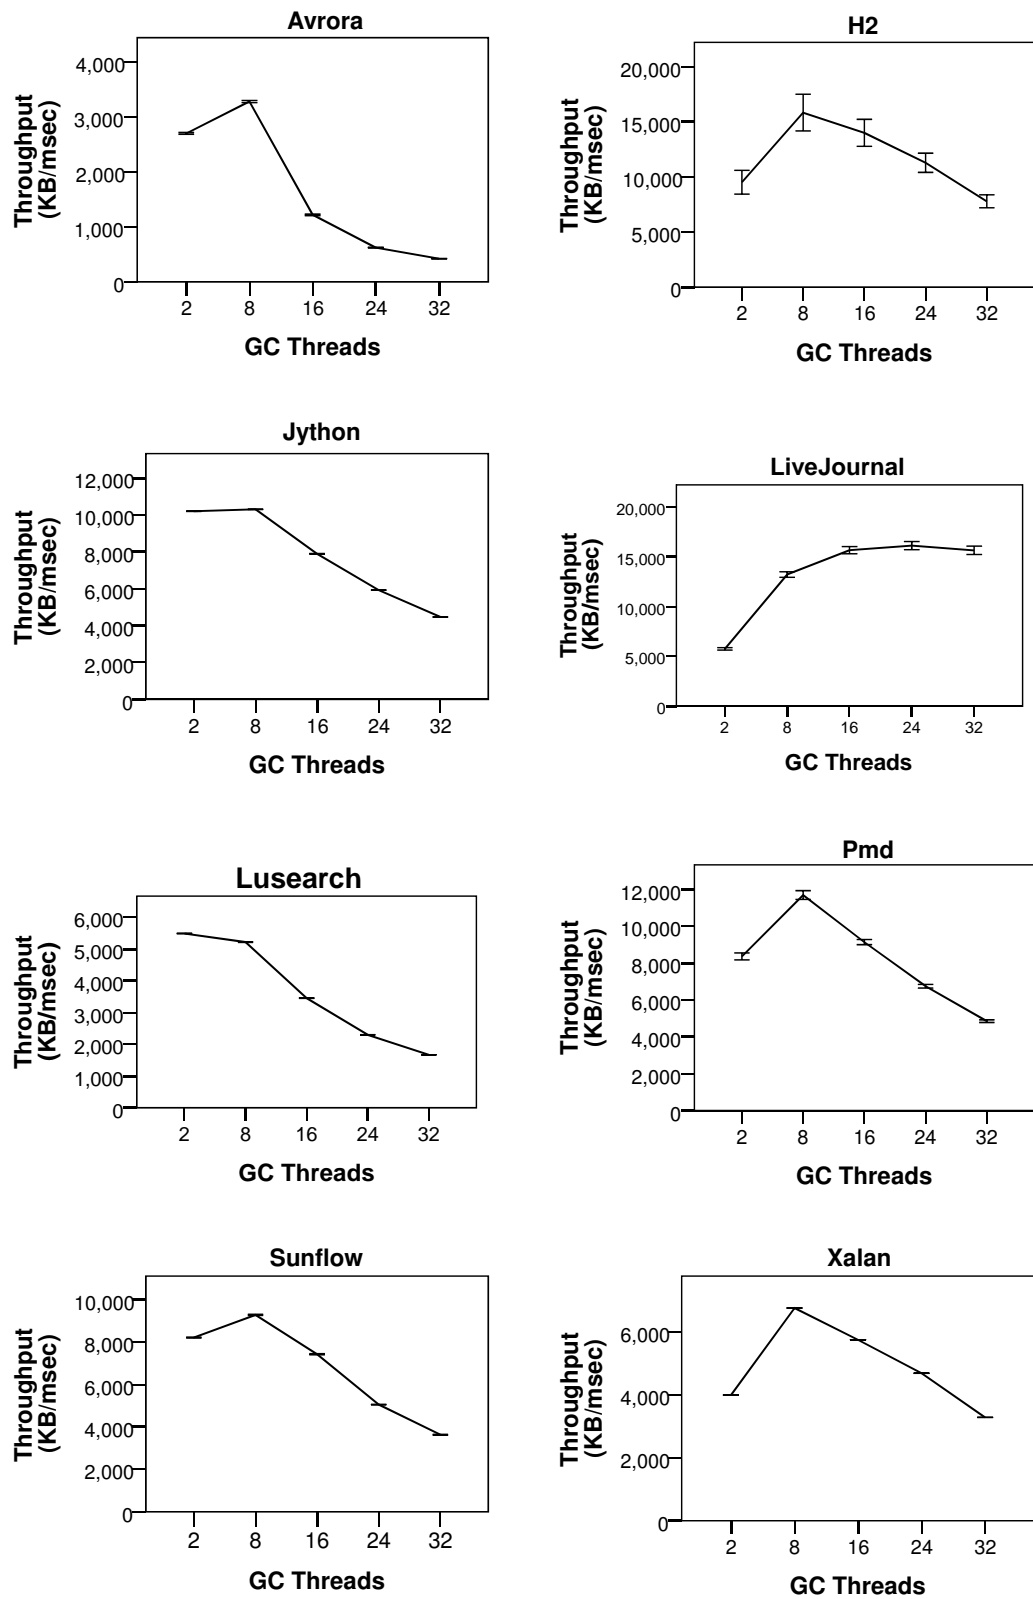 Avrora
Throughput
(KB/msec)
4,000
3,000
2,000
1,000
0
2 8 16 24 32
GC Threads
H2
Throughput
(KB/msec)
20,000
15,000
10,000
5,000
0
2 8 16 24 32
GC Threads
Jython
Throughput
(KB/msec)
12,000
10,000
8,000
6,000
4,000
2,000
0
2 8 16 24 32
GC Threads
LiveJournal
Throughput
(KB/msec)
20,000
15,000
10,000
5,000
0
2 8 16 24 32
GC Threads
Lusearch
Throughput
(KB/msec)
6,000
5,000
4,000
3,000
2,000
1,000
0
2 8 16 24 32
GC Threads
Pmd
Throughput
(KB/msec)
12,000
10,000
8,000
6,000
4,000
2,000
0
2 8 16 24 32
GC Threads
Sunflow
Throughput
(KB/msec)
10,000
8,000
6,000
4,000
2,000
0
2 8 16 24 32
GC Threads
Xalan
Throughput
(KB/msec)
6,000
4,000
2,000
0
2 8 16 24 32
GC Threads